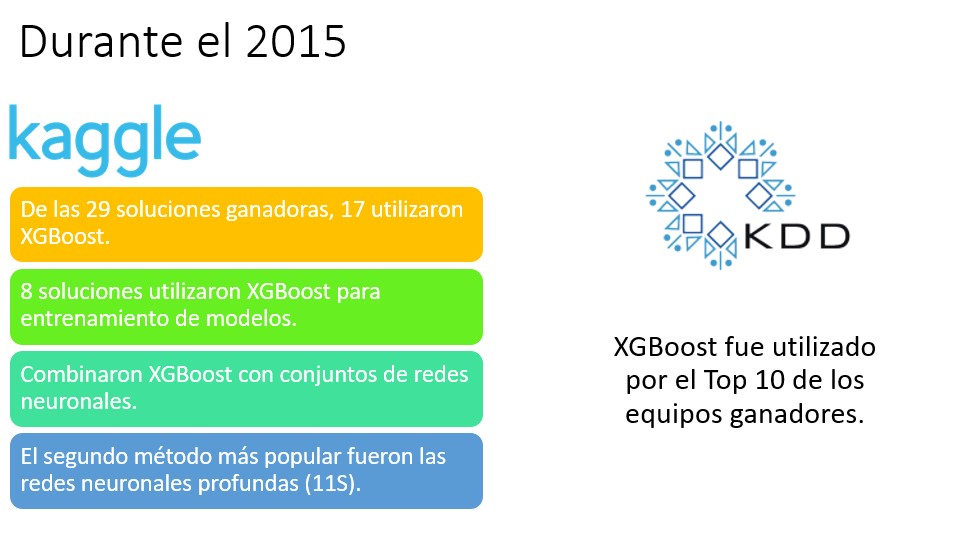 Durante el 2015
kaggle
De las 29 soluciones ganadoras, 17 utilizaron
XGBoost.
8 soluciones utilizaron XGBoost para
entrenamiento de modelos.
Combinaron XGBoost con conjuntos de redes
neuronales.
El segundo método más popular fueron las
redes neuronales profundas (11S).
KDD
XGBoost fue utilizado
por el Top 10 de los
equipos ganadores.